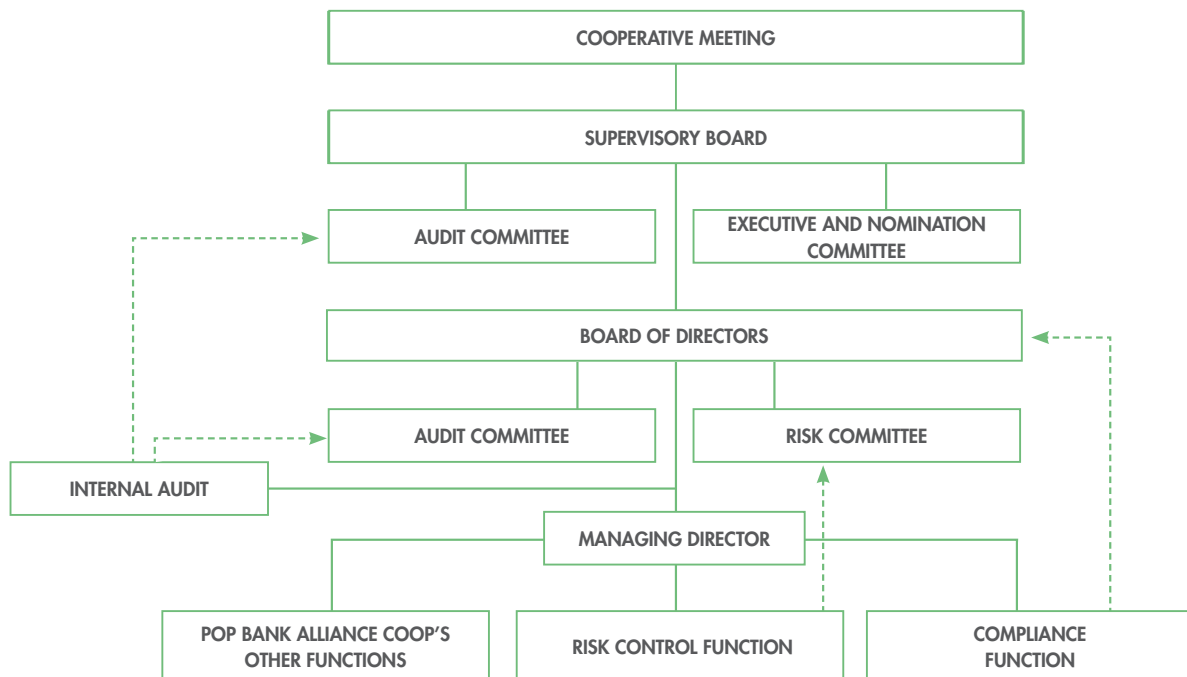 COOPERATIVE MEETING
SUPERVISORY BOARD
AUDIT COMMITTEE
EXECUTIVE AND NOMINATION
COMMITTEE
BOARD OF DIRECTORS
AUDIT COMMITTEE
RISK COMMITTEE
INTERNAL AUDIT
MANAGING DIRECTOR
POP BANK ALLIANCE COOP'S
OTHER FUNCTIONS
RISK CONTROL FUNCTION
COMPLIANCE
FUNCTION